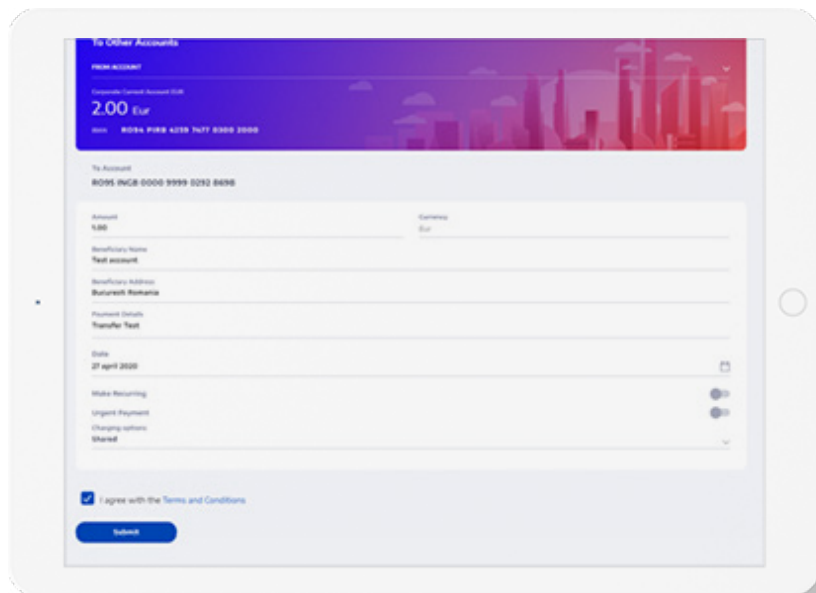 To Other Accounts
FROM ACCOUNT
Corporate Current Account EUR
2.00 Eur
RO94 PIRB 4239 7477 0300 2000
To Account
RO95 INGB 0000 9999 0292 8698
Amount
1.00
Currency
Eur
Beneficiary Name
Test account
Beneficiary Address
Bucuresti Romania
Payment Details
Transfer Test
Date
27 april 2020
Make Recurring
Urgent Payment
Charging options
Shared
I agree with the Terms and Conditions
Submit